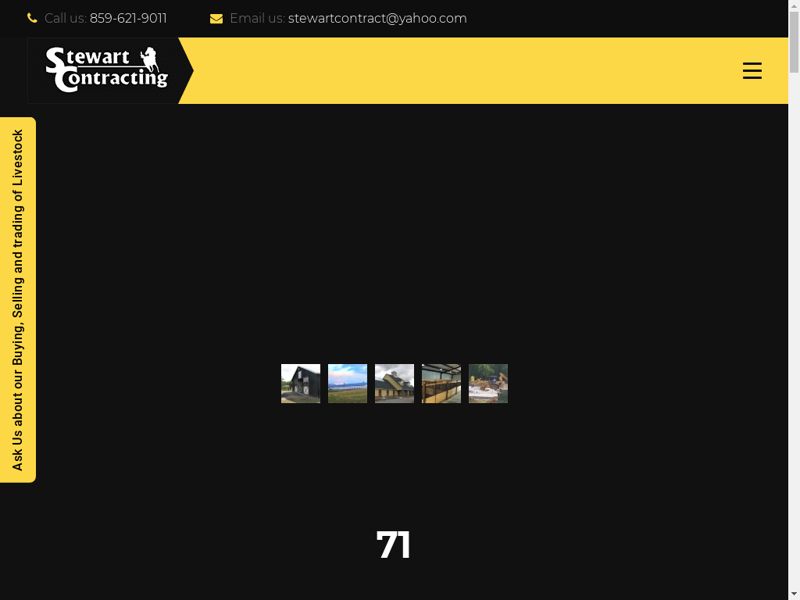 Call us: 859-621-9011
Email us: stewartcontract@yahoo.com
Stewart
Contracting
Ask Us about our Buying, Selling and trading of Livestock
71